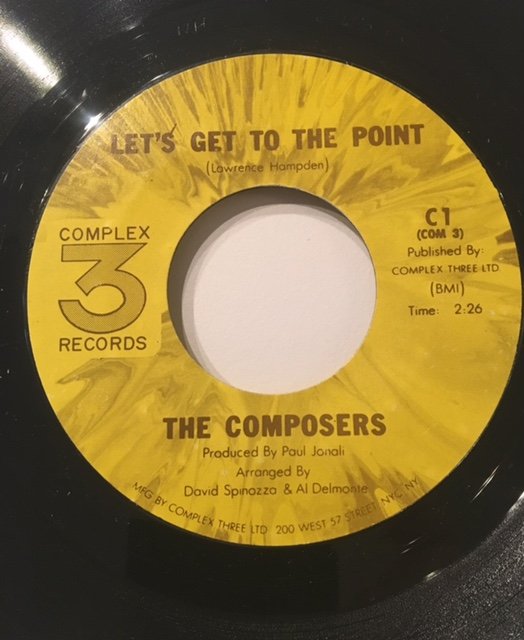 LET'S GET TO THE POINT
(Lawrence Hampden)
COMPLEX
3
RECORDS
C1
(COM 3)
Published By:
COMPLEX THREE LTD.
(BMI)
Time: 2:26
THE COMPOSERS
Produced By Paul Jonali
Arranged By
David Spinozza & Al Delmonte
MFG BY COMPLEX THREE LTD. 200 WEST 57 STREET, NYC, NY